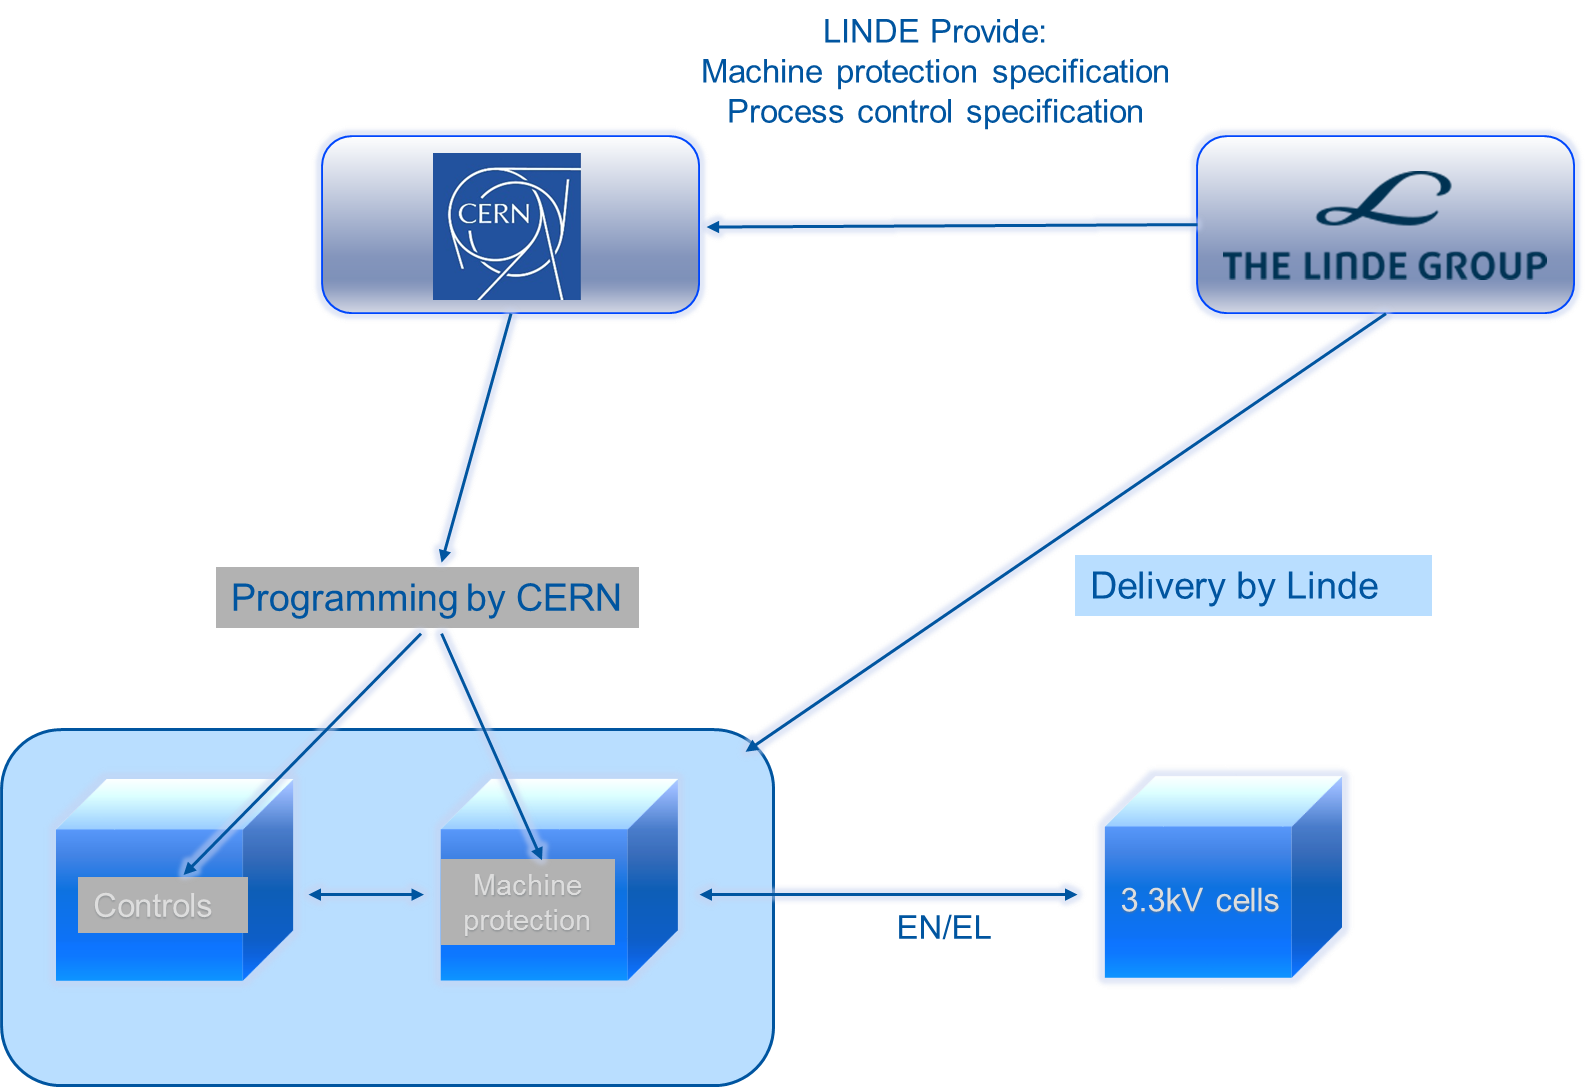 LINDE Provide:
Machine protection specification
Process control specification
CERN
THE LINDE GROUP
Programming by CERN
Delivery by Linde
Controls
Machine
protection
EN/EL
3.3kV cells